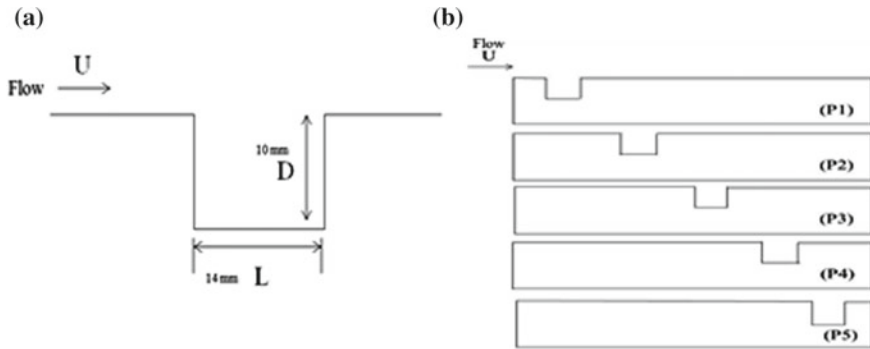 (a)
U
Flow
10mm
D
14mm L
(b)
Flow
U
(P1)
(P2)
(P3)
(P4)
(P5)